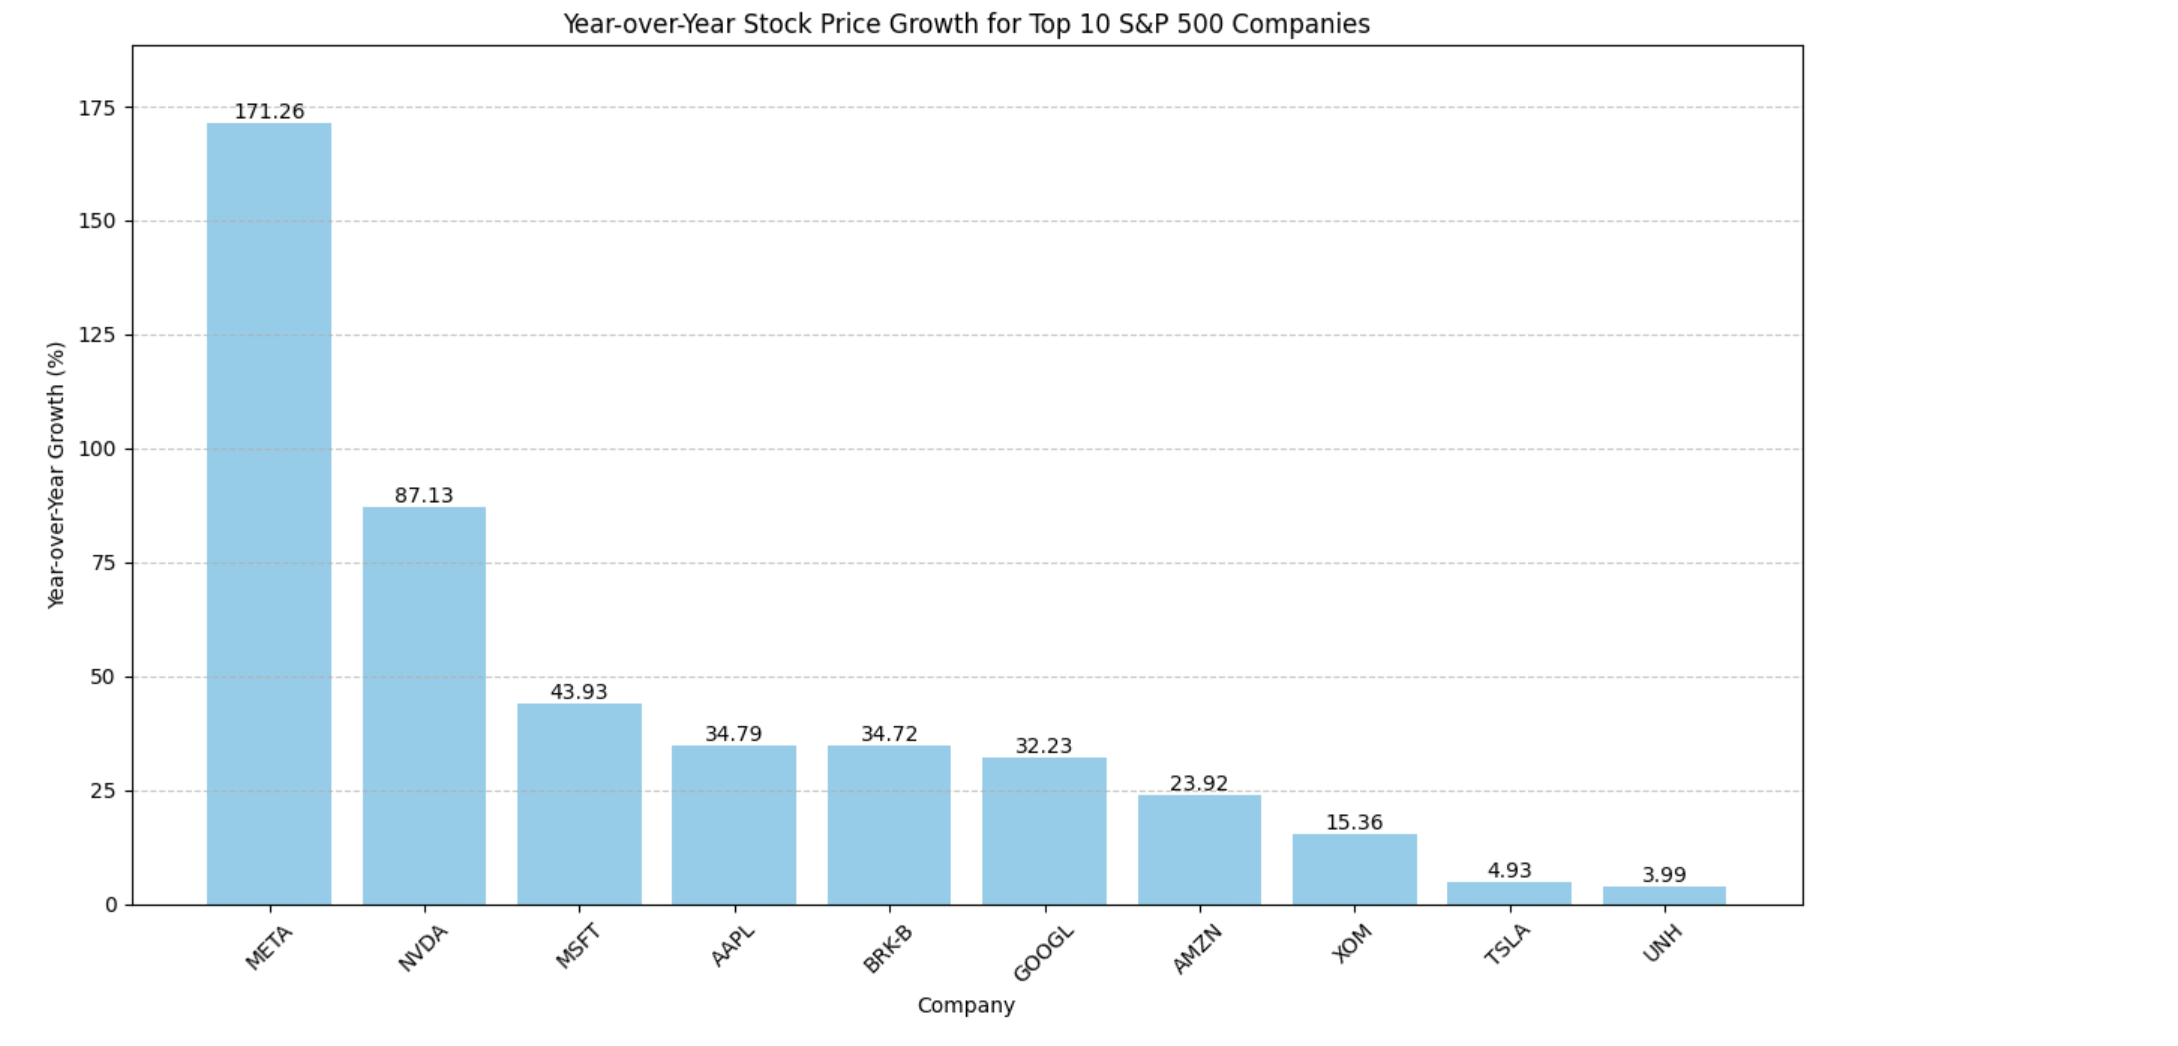 Year-over-Year Stock Price Growth for Top 10 S&P 500 Companies
Year-over-Year Growth (%)
175
150
125
100
75
50
25
0
171.26
87.13
43.93
34.79
34.72
32.23
23.92
15.36
4.93
3.99
META
NVDA
MSFT
AAPL
BRK-B
GOOGL
AMZN
XOM
TSLA
UNH
Company